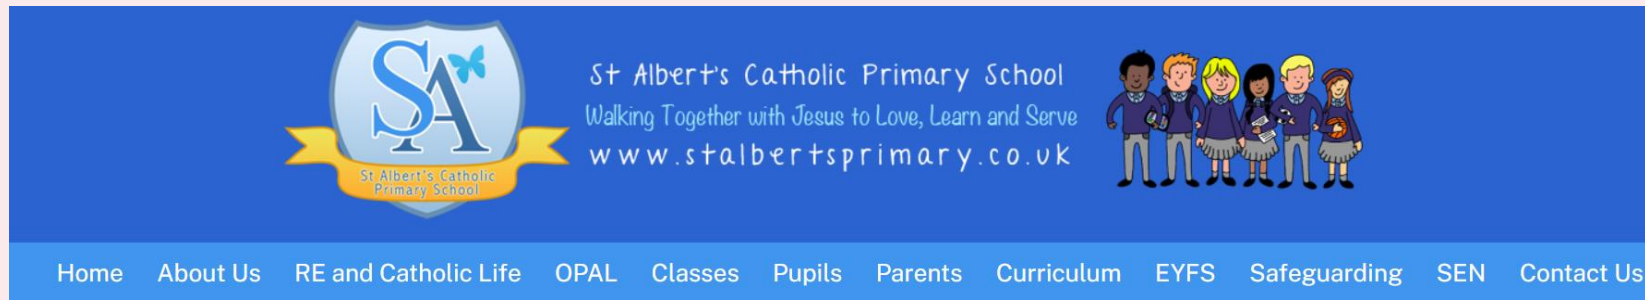 SA
St Albert's Catholic
Primary School
St Albert's Catholic Primary School
Walking Together with Jesus to Love, Learn and Serve
www.stalbertsprimary.co.uk
Home About Us RE and Catholic Life OPAL Classes Pupils Parents Curriculum EYFS Safeguarding SEN Contact Us